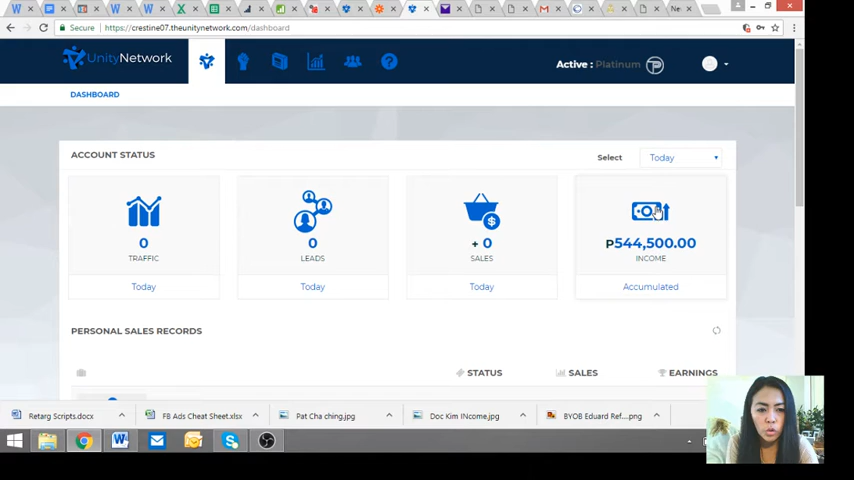 Ne
Secure
https://crestine07.theunitynetwork.com/dashboard
UnityNetwork
Active : Platinum
DASHBOARD
ACCOUNT STATUS
Select
Today
0
TRAFFIC
Today
0
LEADS
Today
+ 0
SALES
Today
P544,500.00
INCOME
Accumulated
PERSONAL SALES RECORDS
STATUS
SALES
EARNINGS
Retarg Scripts.docx
FB Ads Cheat Sheet.xlsx
Pat Cha ching.jpg
Doc Kim INcome.jpg
BYOB Eduard Ref....png